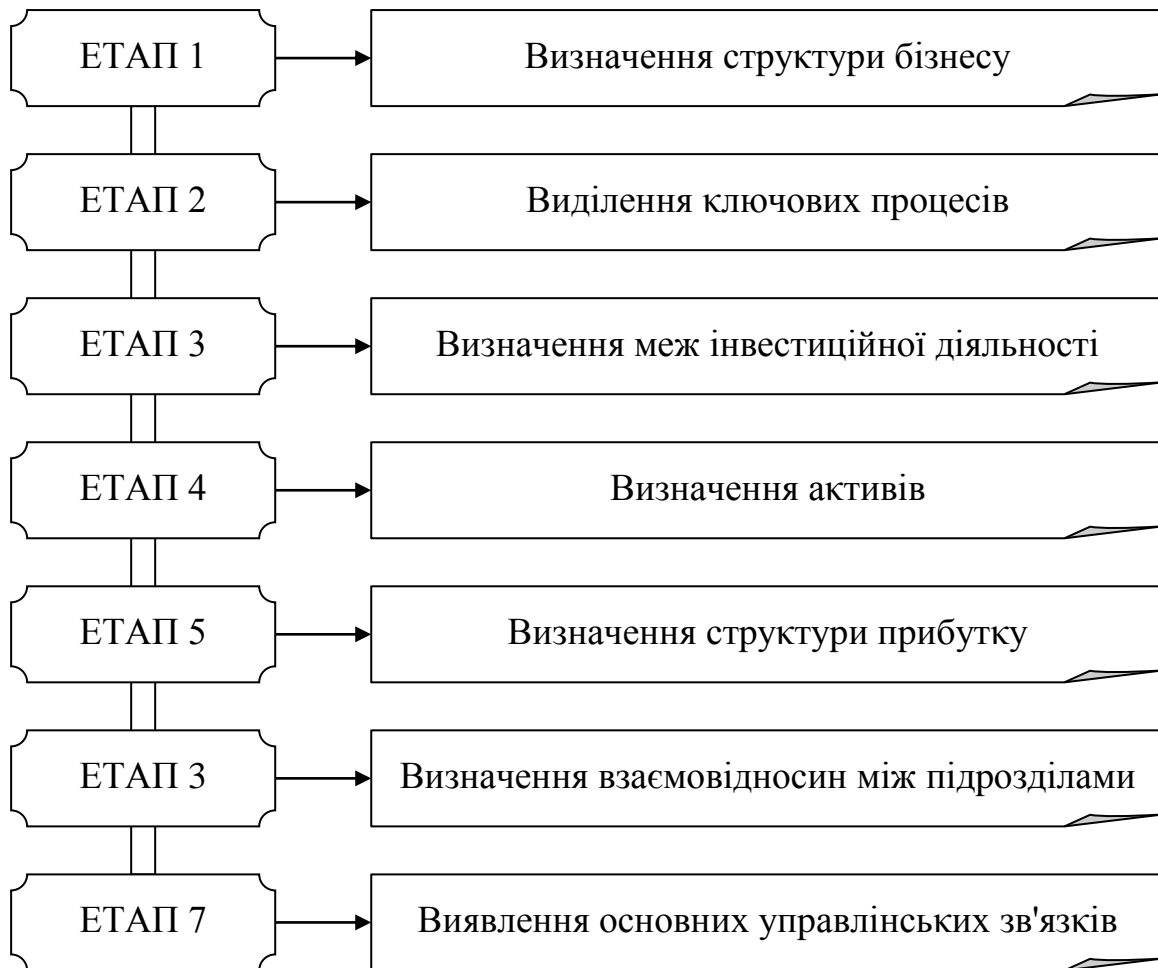 ЕТАП 1
Визначення структури бізнесу
ЕТАП 2
Виділення ключових процесів
ЕТАП 3
Визначення меж інвестиційної діяльності
ЕТАП 4
Визначення активів
ЕТАП 5
Визначення структури прибутку
ЕТАП 3
Визначення взаємовідносин між підрозділами
ЕТАП 7
Виявлення основних управлінських зв'язків